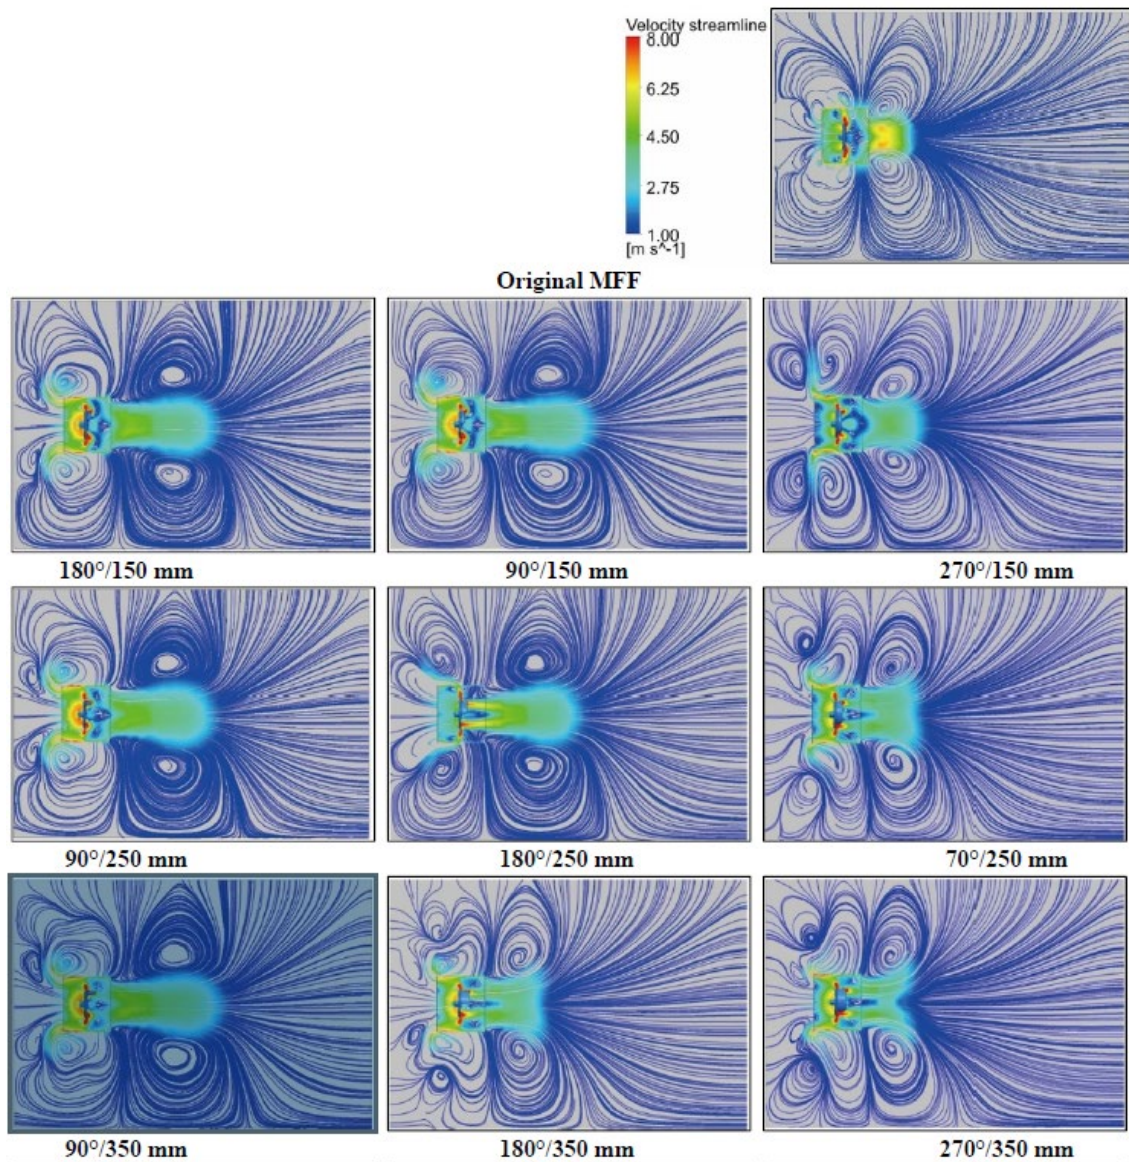 Velocity streamline
8.00
6.25
4.50
2.75
1.00
[m s^-1]
Original MFF
180°/150 mm
90°/150 mm
270°/150 mm
90°/250 mm
180°/250 mm
70°/250 mm
90°/350 mm
180°/350 mm
270°/350 mm